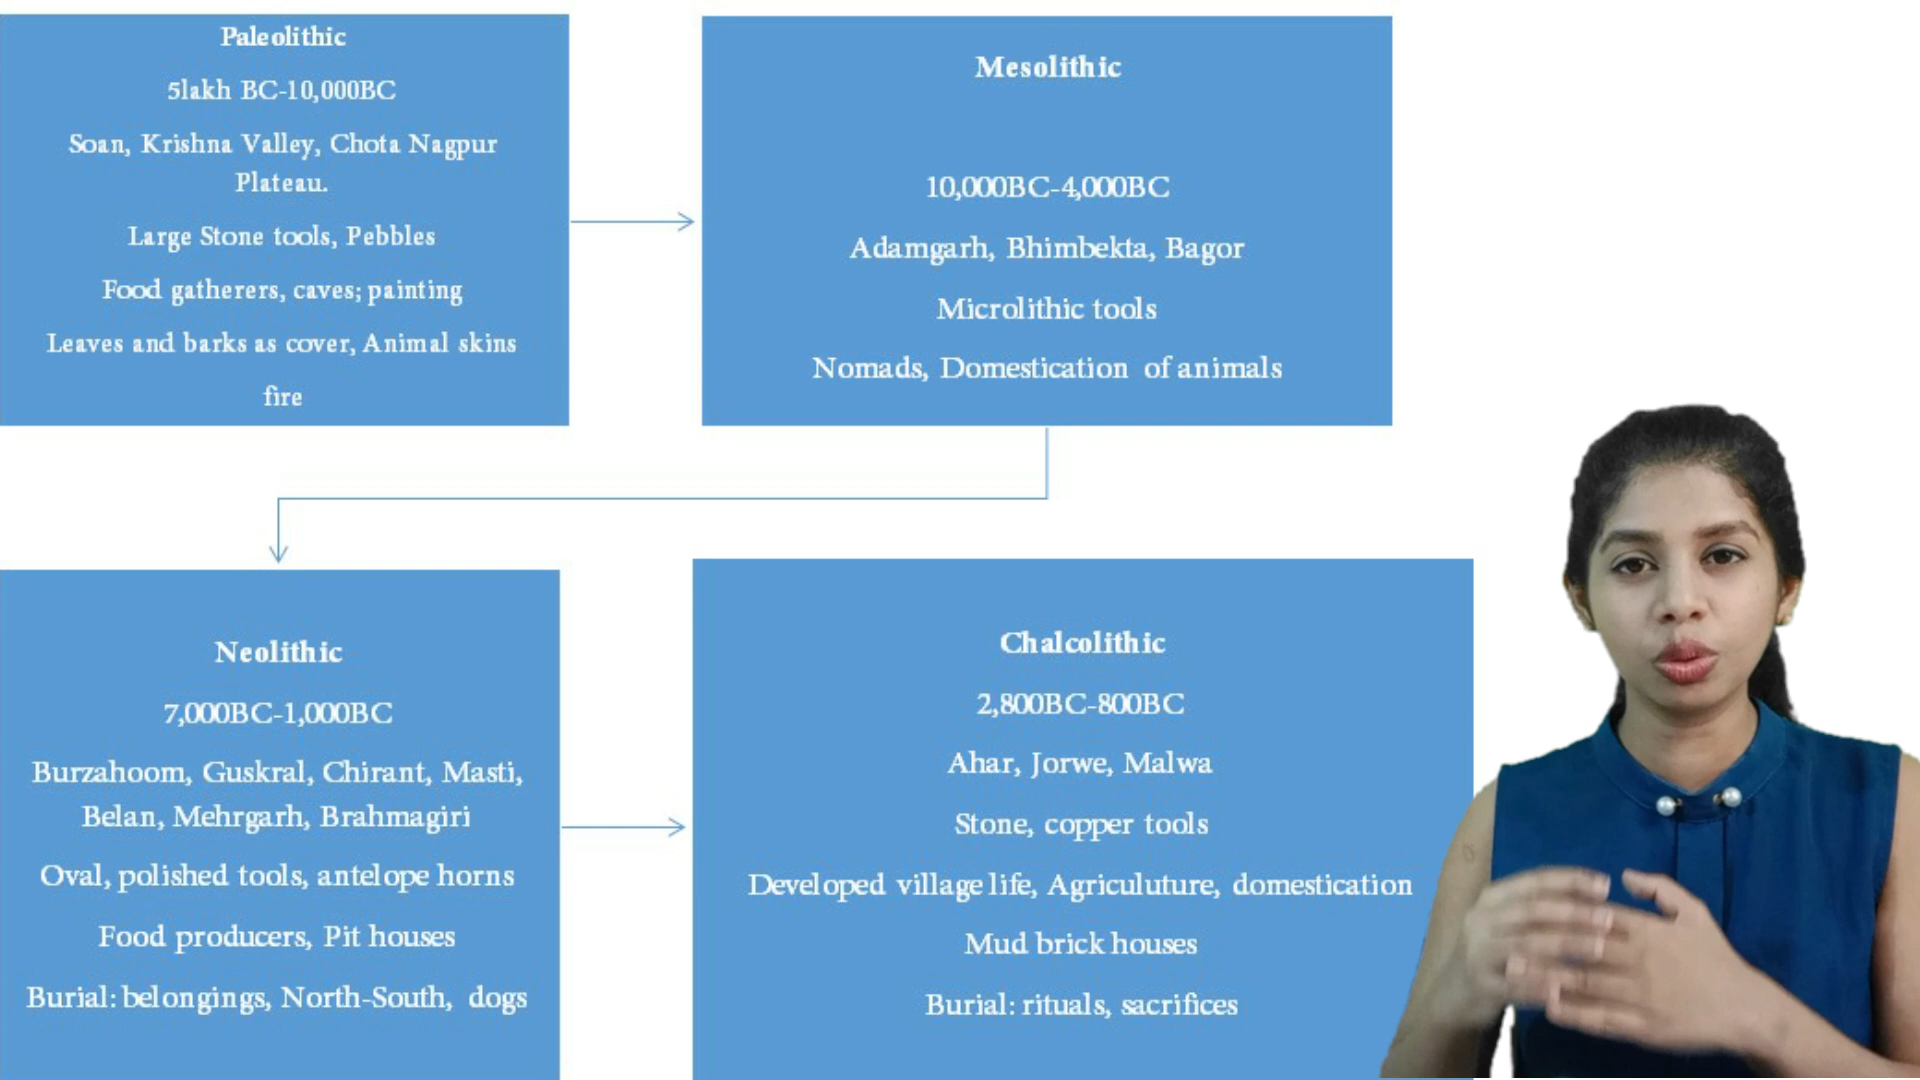 Paleolithic
5lakh BC-10,000BC
Soan, Krishna Valley, Chota Nagpur
Plateau.
Large Stone tools, Pebbles
Food gatherers, caves; painting
Leaves and barks as cover, Animal skins
fire
Mesolithic
10,000BC-4,000BC
Adamgarh, Bhimbekta, Bagor
Microlithic tools
Nomads, Domestication of animals
Neolithic
7,000BC-1,000BC
Burzahoom, Guskral, Chirant, Masti,
Belan, Mehrgarh, Brahmagiri
Oval, polished tools, antelope horns
Food producers, Pit houses
Burial: belongings, North-South, dogs
Chalcolithic
2,800BC-800BC
Ahar, Jorwe, Malwa
Stone, copper tools
Developed village life, Agriculuture, domestication
Mud brick houses
Burial: rituals, sacrifices